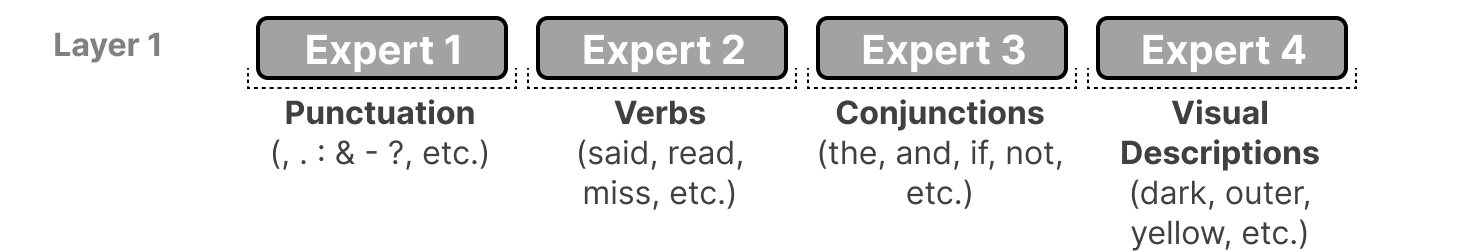 Layer 1
Expert 1
Expert 2
Expert 3
Expert 4
Punctuation
(, . : & - ?, etc.)
Verbs
(said, read,
miss, etc.)
Conjunctions
(the, and, if, not,
etc.)
Visual
Descriptions
(dark, outer,
yellow, etc.)